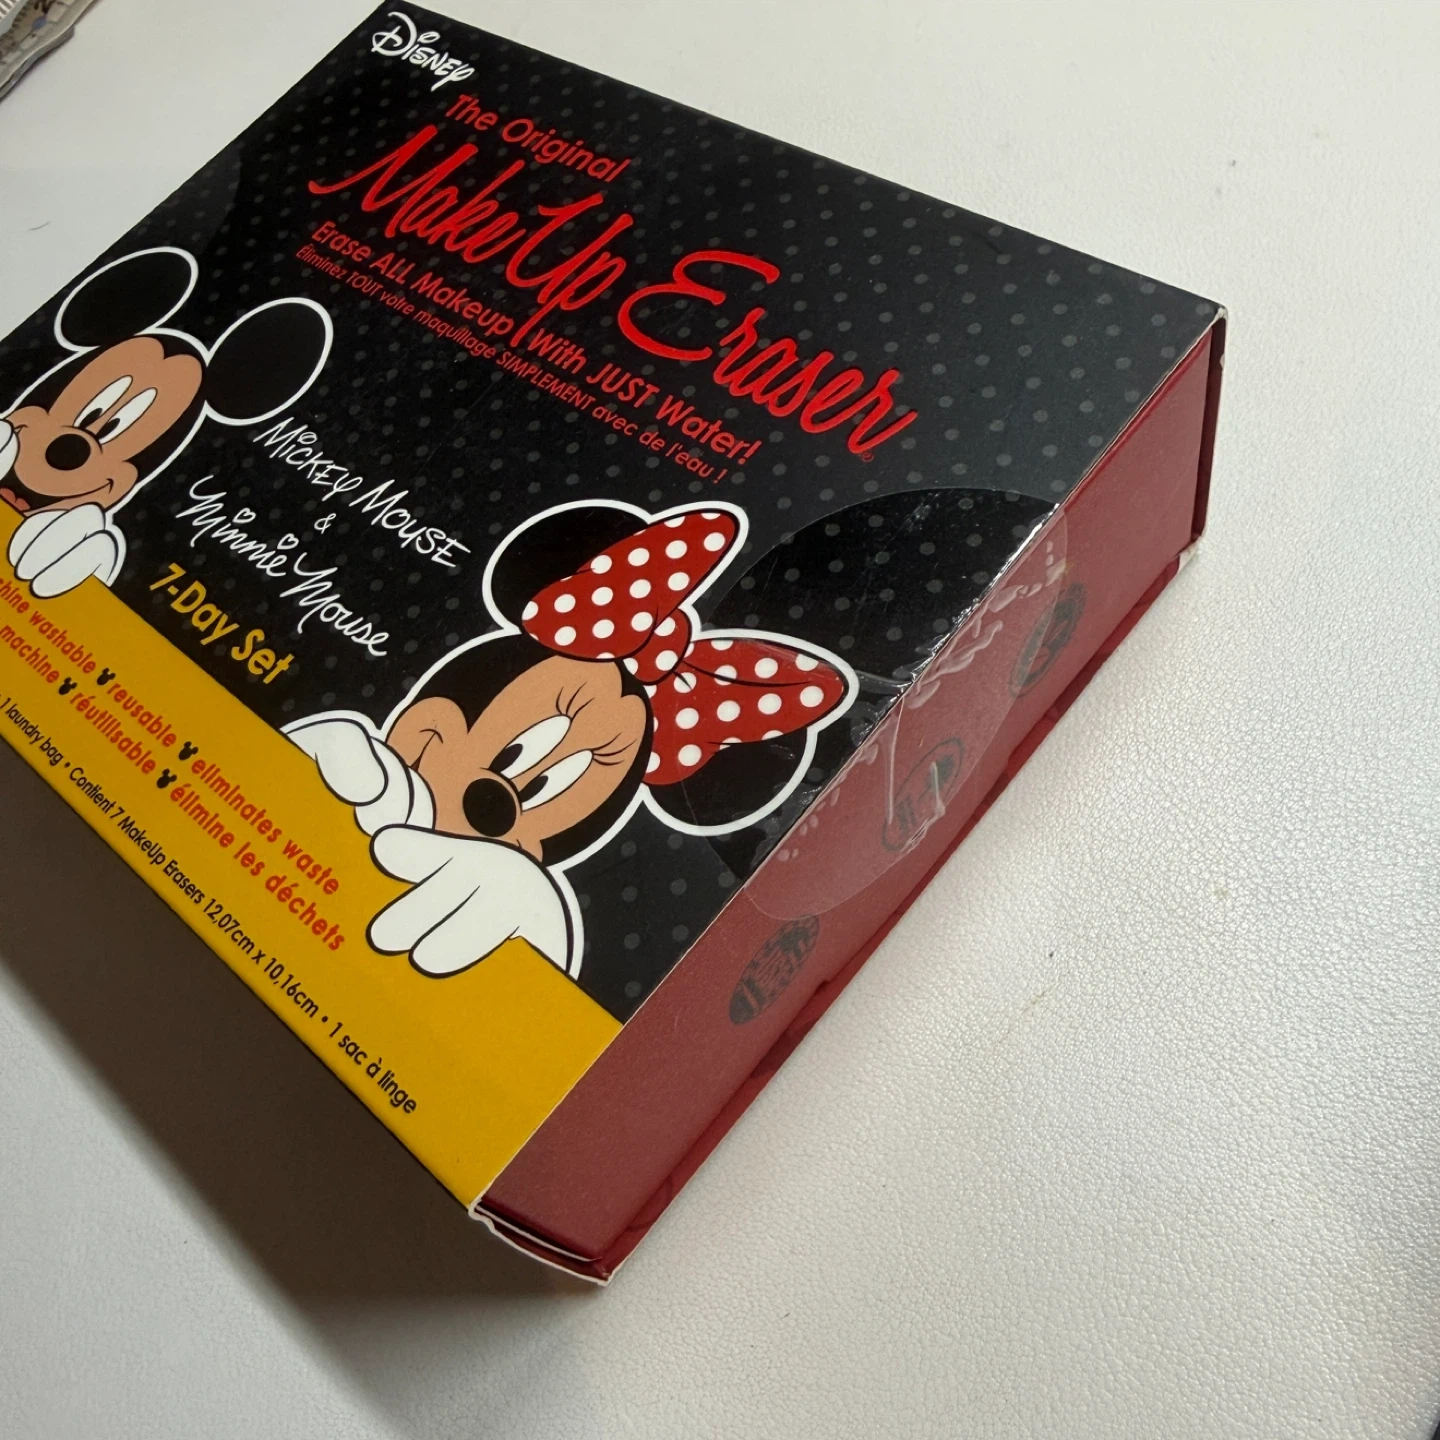 Disney
The Original
MakeUp Eraser®
Erase ALL Makeup With JUST Water!
Éliminez TOUT votre maquillage SIMPLEMENT avec de l'eau !
Mickey Mouse
&
Minnie Mouse
7-Day Set
washable reusable eliminates waste
machine réutilisable élimine les déchets
1 laundry bag • Contient 7 MakeUp Erasers 12,07cm x 10,16cm • 1 sac à linge